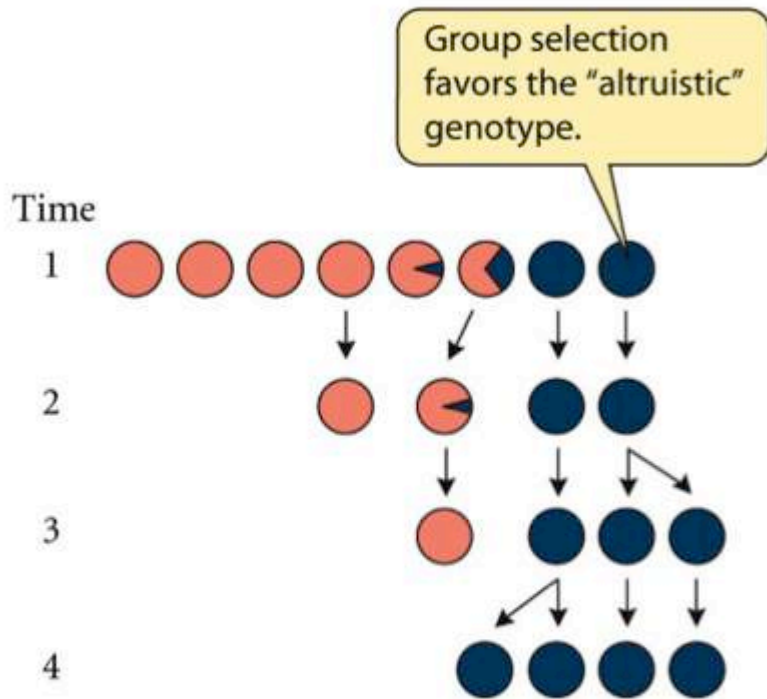 Group selection
favors the “altruistic”
genotype.
Time
1
2
3
4